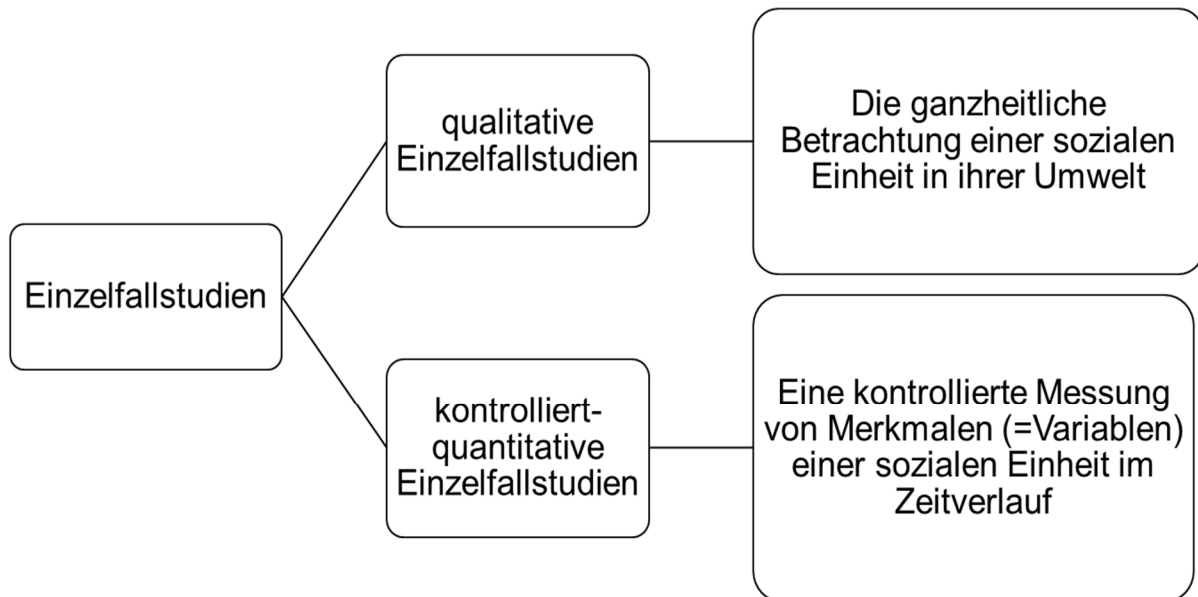 Einzelfallstudien
qualitative
Einzelfallstudien
Die ganzheitliche
Betrachtung einer sozialen
Einheit in ihrer Umwelt
kontrolliert-
quantitative
Einzelfallstudien
Eine kontrollierte Messung
von Merkmalen (=Variablen)
einer sozialen Einheit im
Zeitverlauf